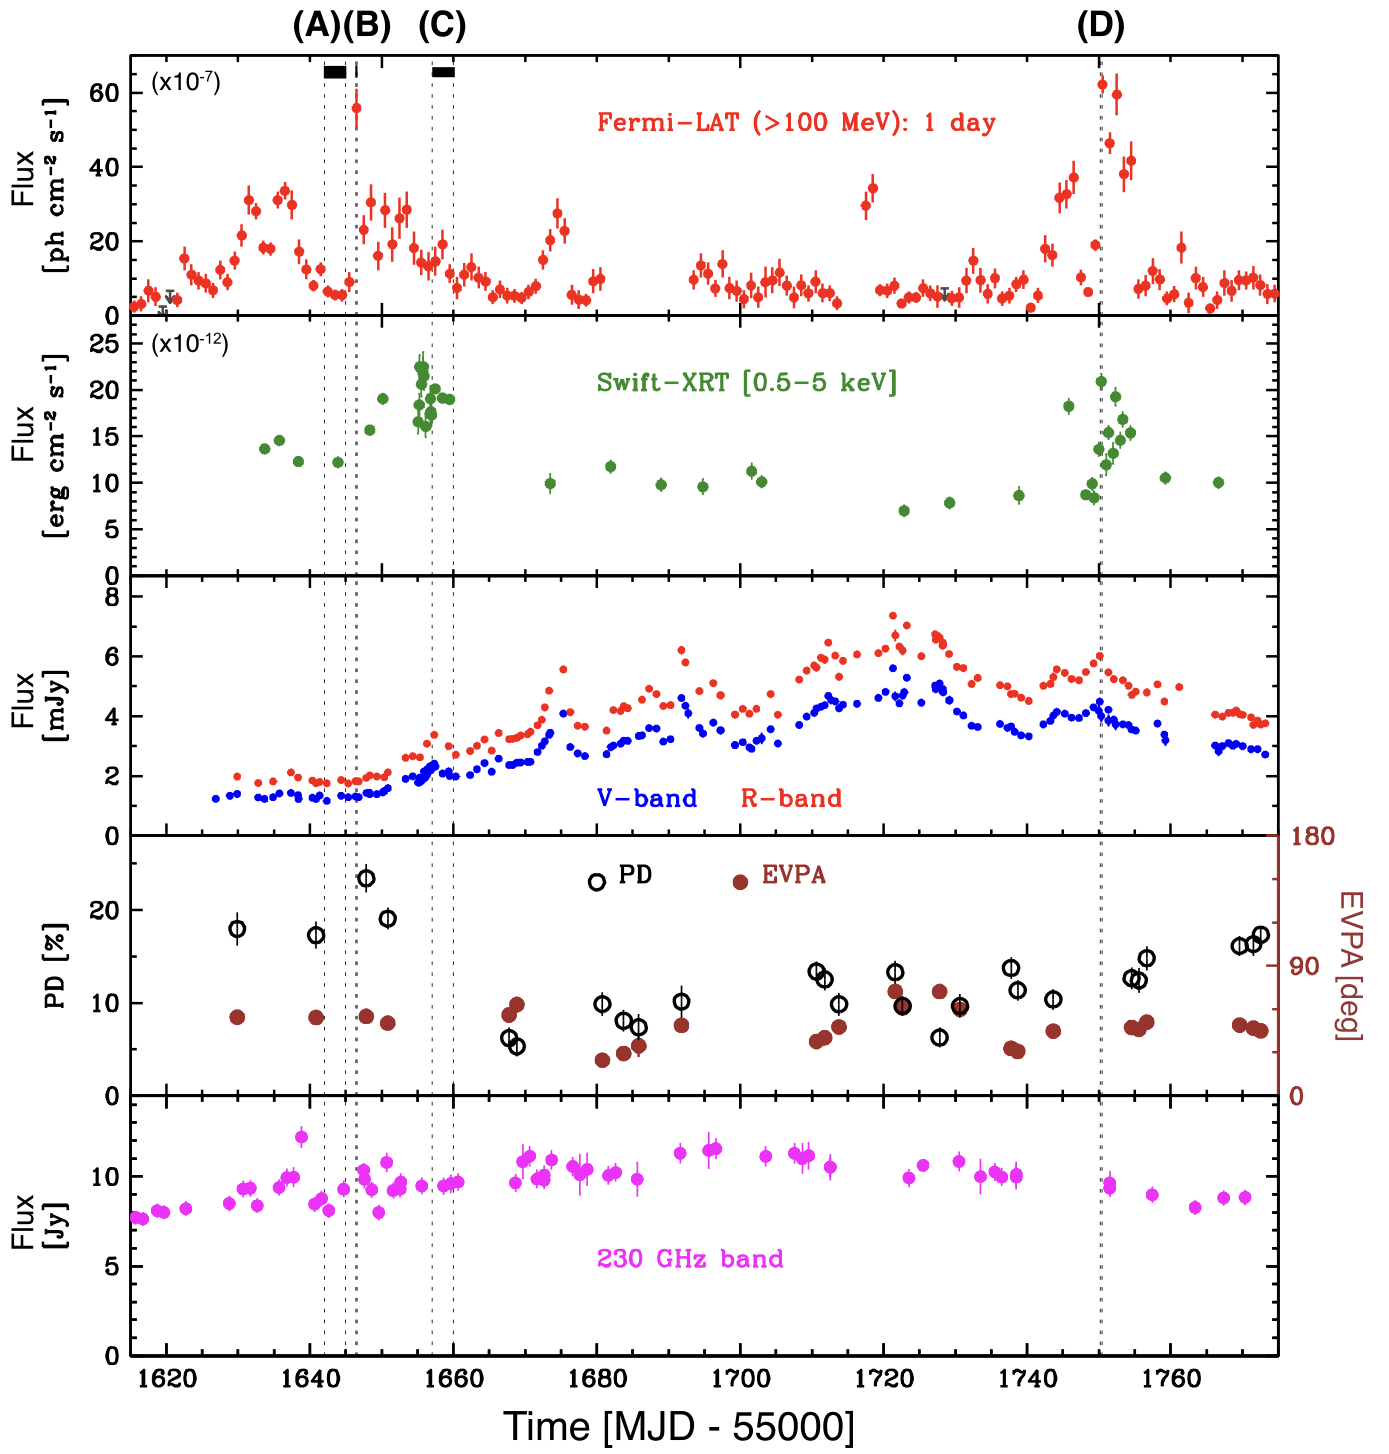 (A) (B) (C) (D)
(x10-7)
Fermi-LAT (>100 MeV): 1 day
Flux
[ph cm−2 s−1]
60
40
20
0
(x10-12)
Swift-XRT [0.5-5 keV]
Flux
[erg cm−2 s−1]
25
20
15
10
5
0
Flux
[mJy]
8
6
4
2
0
V-band R-band
PD [%]
20
10
0
PD EVPA
180
90
0
EVPA [deg]
Flux
[Jy]
10
5
0
230 GHz band
1620 1640 1660 1680 1700 1720 1740 1760
Time [MJD - 55000]